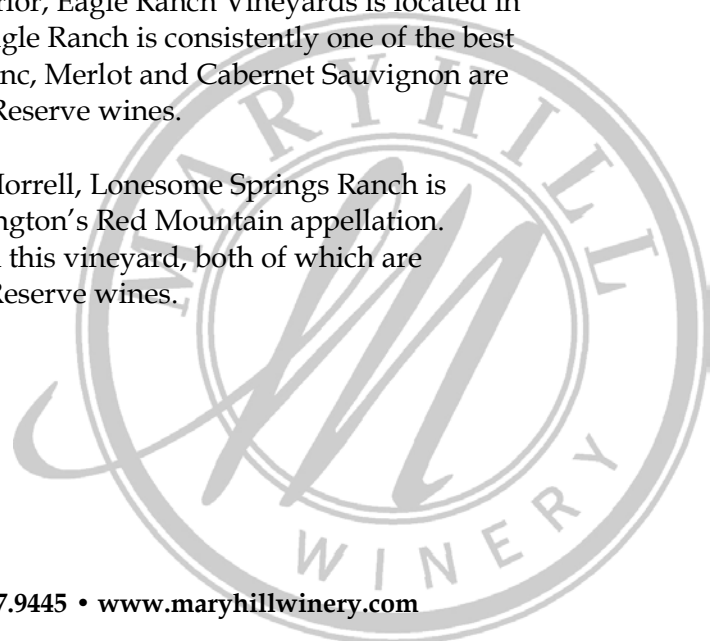 rior, Eagle Ranch Vineyards is located in
agle Ranch is consistently one of the best
nc, Merlot and Cabernet Sauvignon are
Reserve wines.
Morrell, Lonesome Springs Ranch is
ngton's Red Mountain appellation.
this vineyard, both of which are
Reserve wines.
MARYHILL
M
WINERY
7.9445 • www.maryhillwinery.com